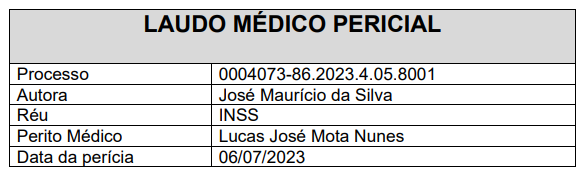 LAUDO MÉDICO PERICIAL
Processo 0004073-86.2023.4.05.8001
Autora José Maurício da Silva
Réu INSS
Perito Médico Lucas José Mota Nunes
Data da perícia 06/07/2023